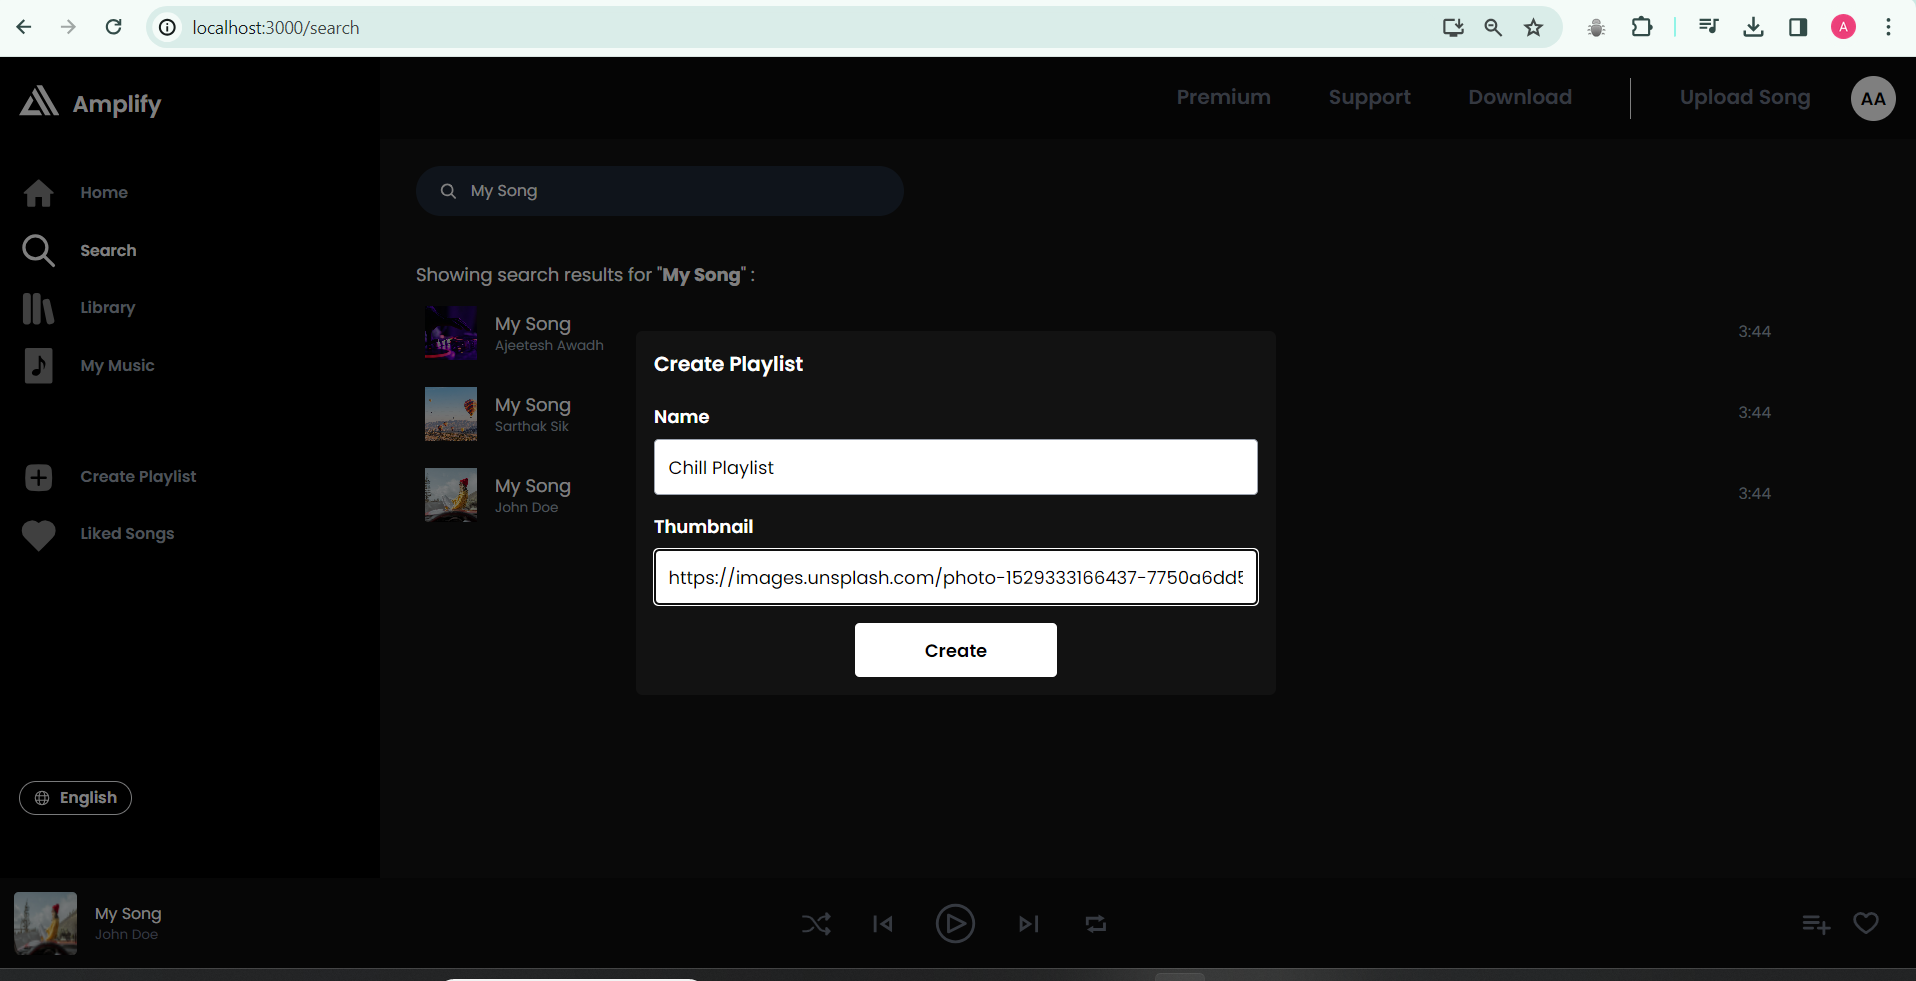 localhost:3000/search
A
Amplify
Premium
Support
Download
Upload Song
AA
Home
Search
Library
My Music
Create Playlist
Liked Songs
English
My Song
Showing search results for "My Song" :
My Song
Ajeetesh Awadh
3:44
My Song
Sarthak Sik
3:44
My Song
John Doe
3:44
Create Playlist
Name
Chill Playlist
Thumbnail
https://images.unsplash.com/photo-1529333166437-7750a6dd5
Create
My Song
John Doe